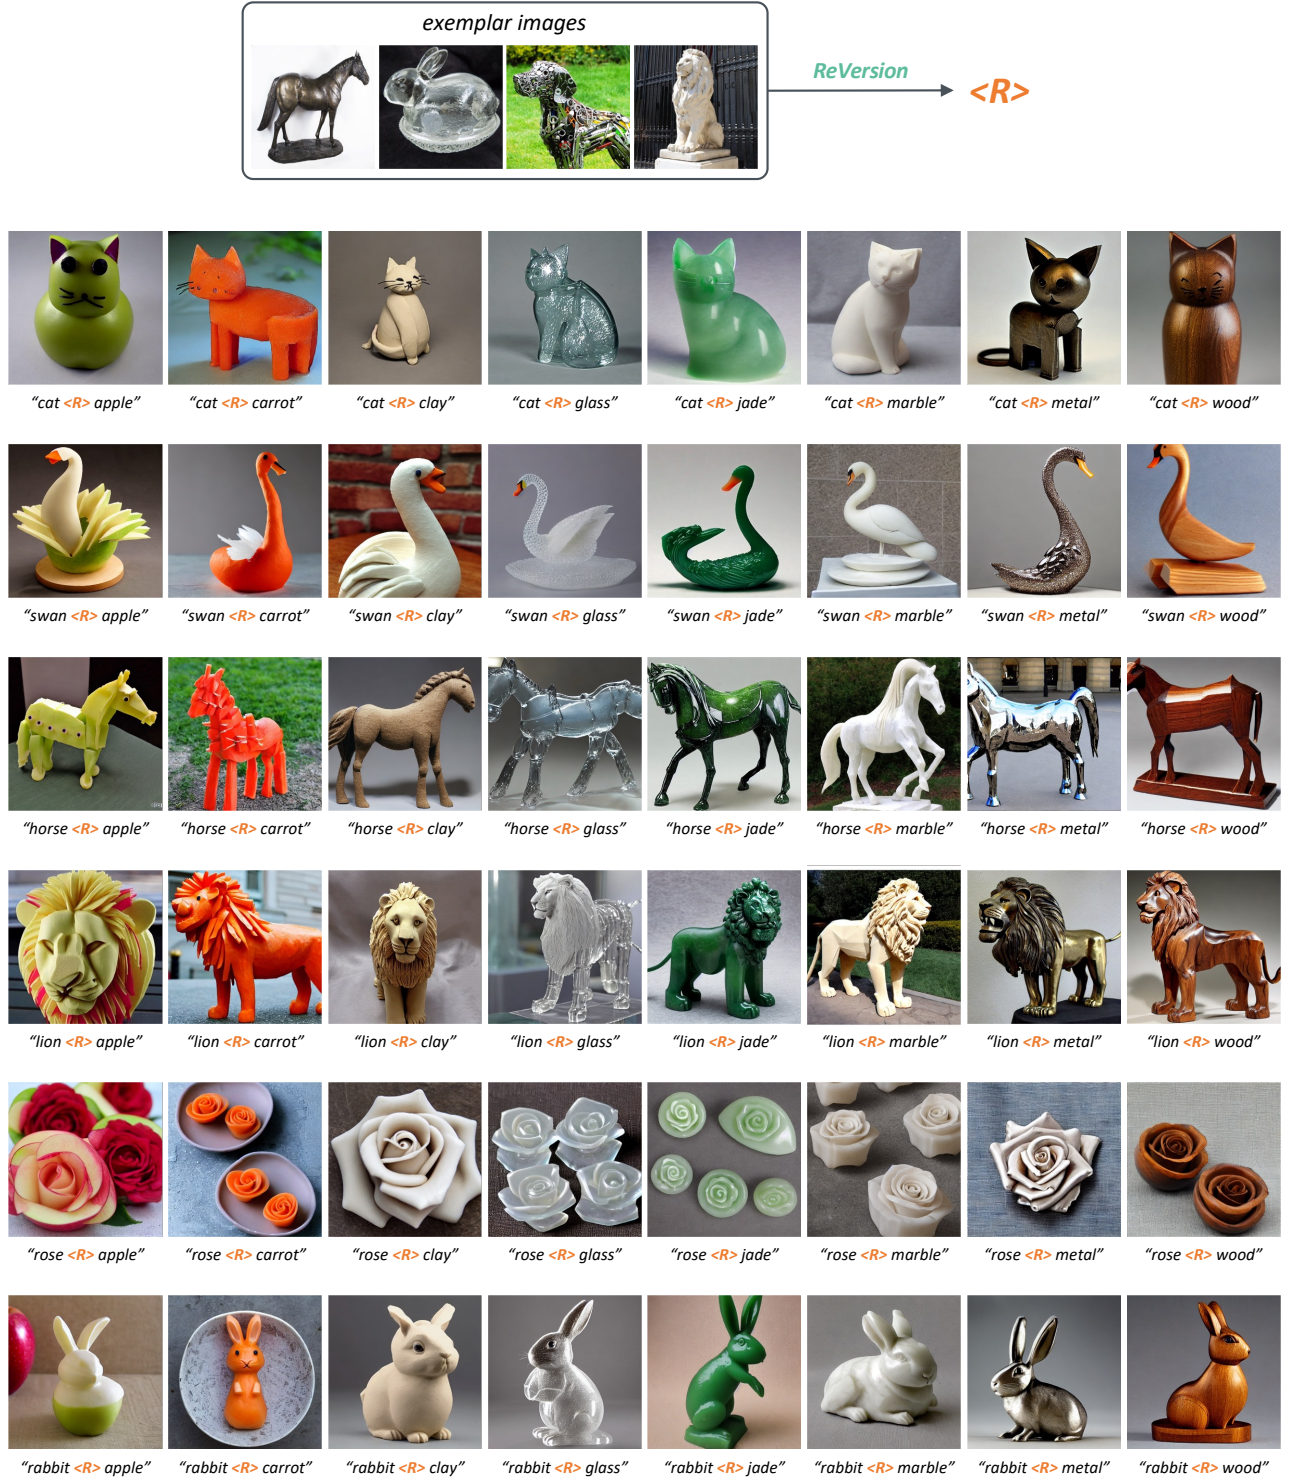 exemplar images
ReVersion
<R>
“cat <R> apple”
“cat <R> carrot”
“cat <R> clay”
“cat <R> glass”
“cat <R> jade”
“cat <R> marble”
“cat <R> metal”
“cat <R> wood”
“swan <R> apple”
“swan <R> carrot”
“swan <R> clay”
“swan <R> glass”
“swan <R> jade”
“swan <R> marble”
“swan <R> metal”
“swan <R> wood”
“horse <R> apple”
“horse <R> carrot”
“horse <R> clay”
“horse <R> glass”
“horse <R> jade”
“horse <R> marble”
“horse <R> metal”
“horse <R> wood”
“lion <R> apple”
“lion <R> carrot”
“lion <R> clay”
“lion <R> glass”
“lion <R> jade”
“lion <R> marble”
“lion <R> metal”
“lion <R> wood”
“rose <R> apple”
“rose <R> carrot”
“rose <R> clay”
“rose <R> glass”
“rose <R> jade”
“rose <R> marble”
“rose <R> metal”
“rose <R> wood”
“rabbit <R> apple”
“rabbit <R> carrot”
“rabbit <R> clay”
“rabbit <R> glass”
“rabbit <R> jade”
“rabbit <R> marble”
“rabbit <R> metal”
“rabbit <R> wood”